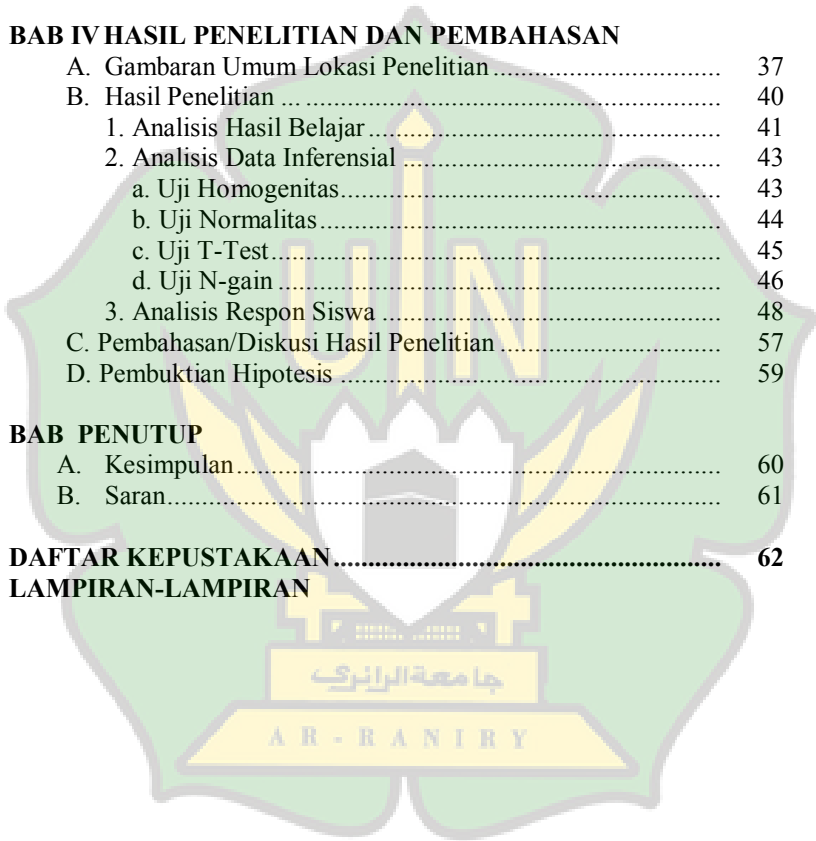 BAB IV HASIL PENELITIAN DAN PEMBAHASAN
A. Gambaran Umum Lokasi Penelitian ........................................ 37
B. Hasil Penelitian ... ........................................ 40
1. Analisis Hasil Belajar ........................................ 41
2. Analisis Data Inferensial ........................................ 43
a. Uji Homogenitas ........................................ 43
b. Uji Normalitas ........................................ 44
c. Uji T-Test ........................................ 45
d. Uji N-gain ........................................ 46
3. Analisis Respon Siswa ........................................ 48
C. Pembahasan/Diskusi Hasil Penelitian ........................................ 57
D. Pembuktian Hipotesis ........................................ 59
BAB PENUTUP
A. Kesimpulan ........................................ 60
B. Saran ........................................ 61
DAFTAR KEPUSTAKAAN ........................................ 62
LAMPIRAN-LAMPIRAN
UIN
جامعة الرانري
AR-RANIRY